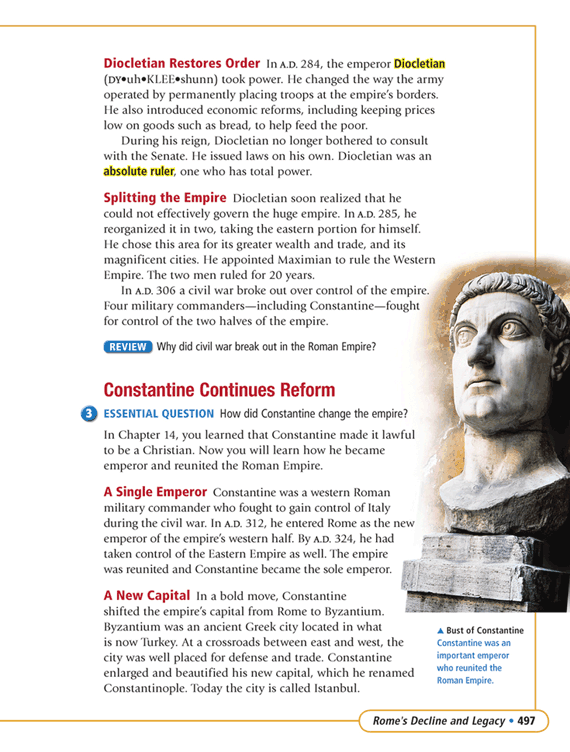 Diocletian Restores Order In A.D. 284, the emperor Diocletian
(DY•uh•KLEE•shunn) took power. He changed the way the army
operated by permanently placing troops at the empire's borders.
He also introduced economic reforms, including keeping prices
low on goods such as bread, to help feed the poor.
During his reign, Diocletian no longer bothered to consult
with the Senate. He issued laws on his own. Diocletian was an
absolute ruler, one who has total power.
Splitting the Empire Diocletian soon realized that he
could not effectively govern the huge empire. In A.D. 285, he
reorganized it in two, taking the eastern portion for himself.
He chose this area for its greater wealth and trade, and its
magnificent cities. He appointed Maximian to rule the Western
Empire. The two men ruled for 20 years.
In A.D. 306 a civil war broke out over control of the empire.
Four military commanders—including Constantine—fought
for control of the two halves of the empire.
REVIEW Why did civil war break out in the Roman Empire?
Constantine Continues Reform
3 ESSENTIAL QUESTION How did Constantine change the empire?
In Chapter 14, you learned that Constantine made it lawful
to be a Christian. Now you will learn how he became
emperor and reunited the Roman Empire.
A Single Emperor Constantine was a western Roman
military commander who fought to gain control of Italy
during the civil war. In A.D. 312, he entered Rome as the new
emperor of the empire's western half. By A.D. 324, he had
taken control of the Eastern Empire as well. The empire
was reunited and Constantine became the sole emperor.
A New Capital In a bold move, Constantine
shifted the empire's capital from Rome to Byzantium.
Byzantium was an ancient Greek city located in what
is now Turkey. At a crossroads between east and west, the
city was well placed for defense and trade. Constantine
enlarged and beautified his new capital, which he renamed
Constantinople. Today the city is called Istanbul.
▲ Bust of Constantine
Constantine was an
important emperor
who reunited the
Roman Empire.
Rome's Decline and Legacy • 497